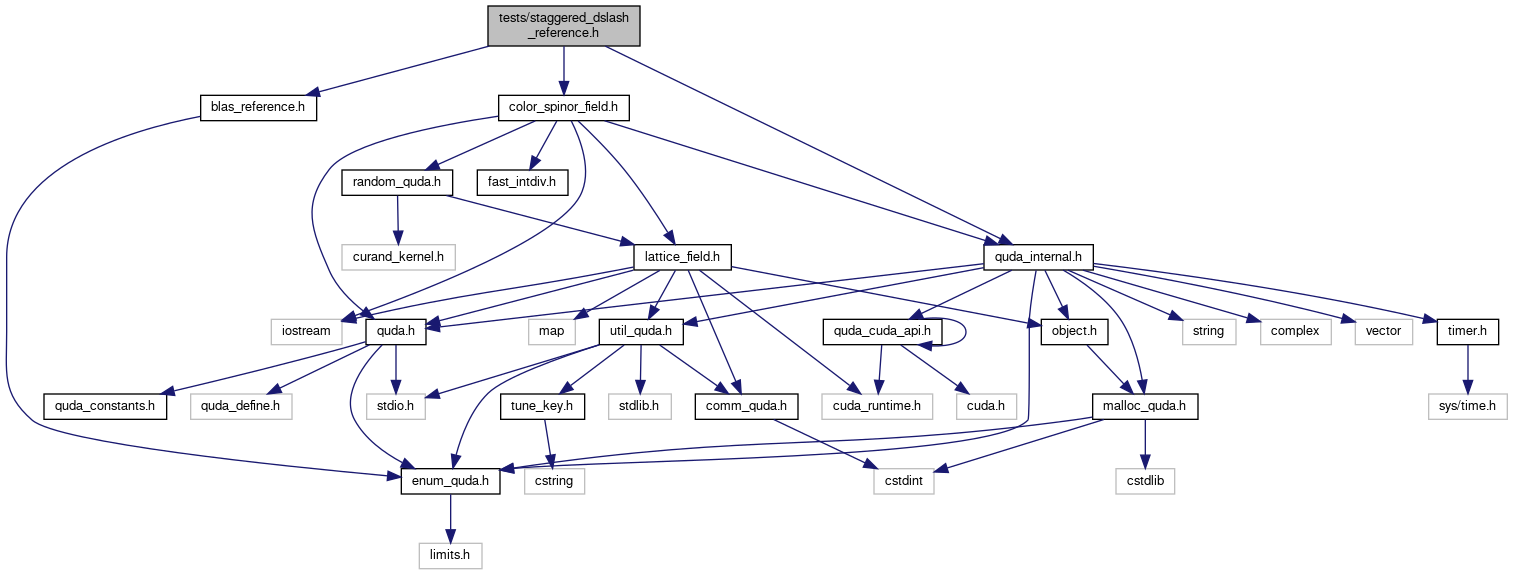 tests/staggered_dslash
_reference.h
blas_reference.h
color_spinor_field.h
random_quda.h
fast_intdiv.h
curand_kernel.h
lattice_field.h
quda_internal.h
iostream
quda.h
map
util_quda.h
quda_cuda_api.h
object.h
string
complex
vector
timer.h
quda_constants.h
quda_define.h
stdio.h
tune_key.h
stdlib.h
comm_quda.h
cuda_runtime.h
cuda.h
malloc_quda.h
sys/time.h
enum_quda.h
cstring
cstdint
cstdlib
limits.h